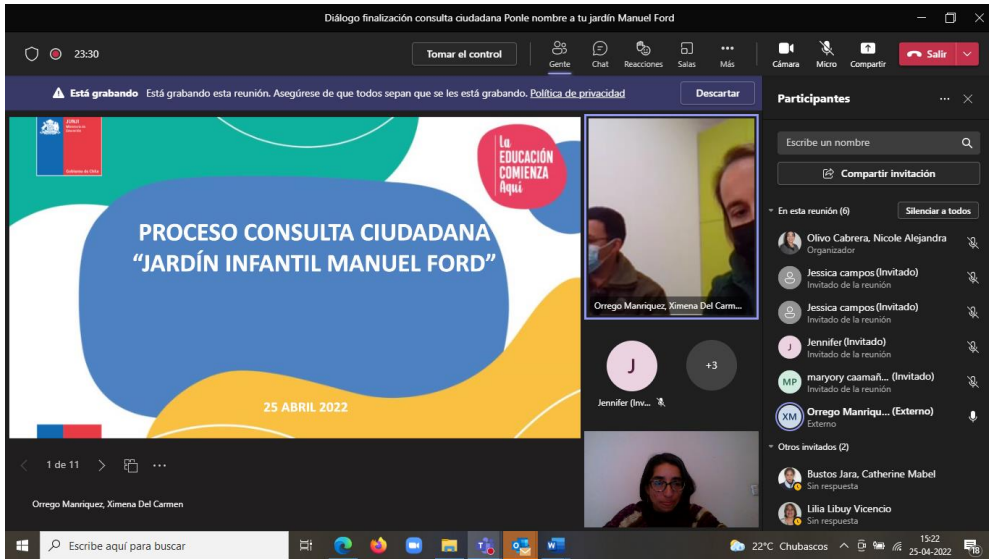 Diálogo finalización consulta ciudadana Ponle nombre a tu jardín Manuel Ford
23:30
Tomar el control
Gente
Chat
Reacciones
Salas
Más
Cámara
Micro
Compartir
Salir
Está grabando Está grabando esta reunión. Asegúrese de que todos sepan que se les está grabando. Política de privacidad
Descartar
JUNJI
Gobierno de Chile
La
EDUCACIÓN
COMIENZA
Aquí
PROCESO CONSULTA CIUDADANA
“JARDÍN INFANTIL MANUEL FORD”
25 ABRIL 2022
1 de 11
Orrego Manriquez, Ximena Del Carmen
Orrego Manriquez, Ximena Del Carm...
J
+3
Jennifer (Inv...
Participantes
Escribe un nombre
Compartir invitación
En esta reunión (6)
Silenciar a todos
Olivo Cabrera, Nicole Alejandra
Organizador
Jessica campos (Invitado)
Invitado de la reunión
Jessica campos (Invitado)
Invitado de la reunión
J
Jennifer (Invitado)
Invitado de la reunión
MP
maryory caamañ... (Invitado)
Invitado de la reunión
XM
Orrego Manriqu... (Externo)
Externo
Otros invitados (2)
Bustos Jara, Catherine Mabel
Sin respuesta
Lilia Libuy Vicencio
Sin respuesta
Escribe aquí para buscar
22°C Chubascos
15:22
25-04-2022
18